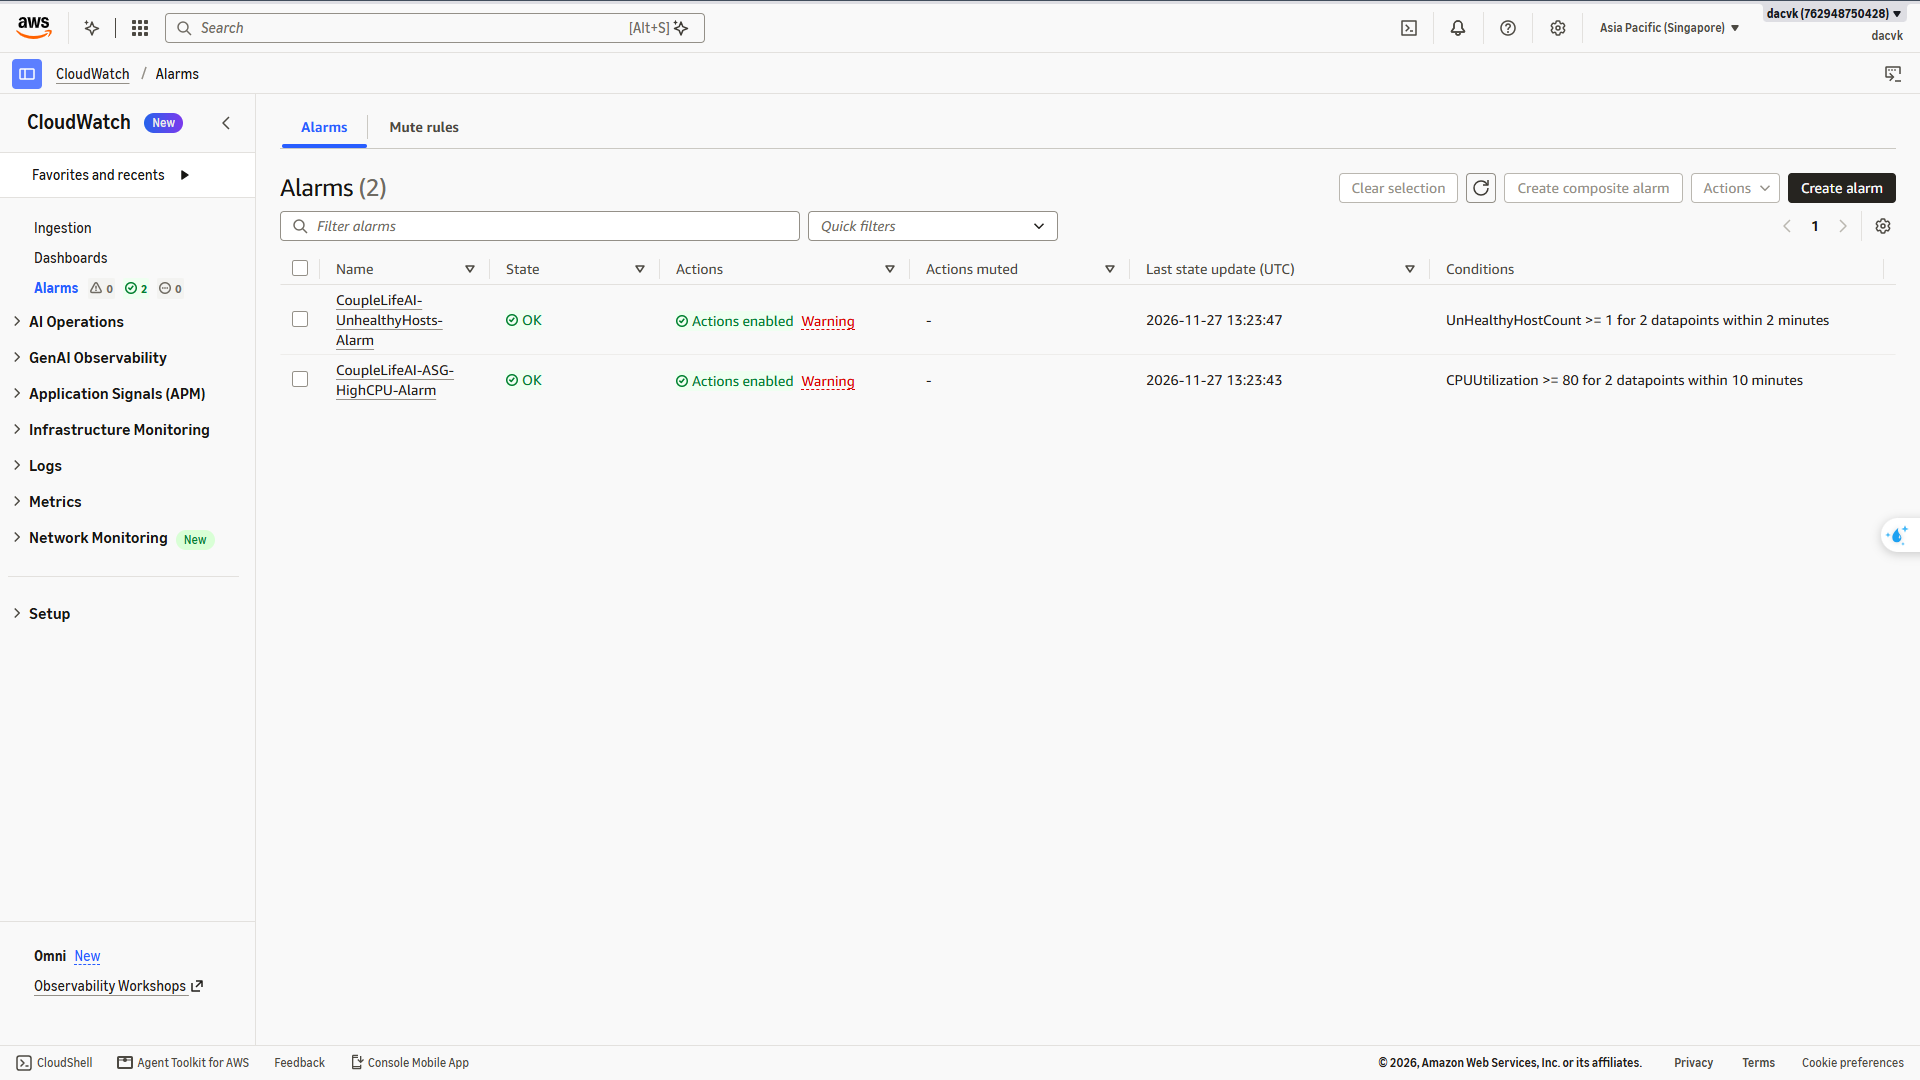 aws
Search
[Alt+S]
Asia Pacific (Singapore)
dacvk (762948750428)
dacvk
CloudWatch / Alarms
CloudWatch New
Favorites and recents
Ingestion
Dashboards
Alarms 0 2 0
AI Operations
GenAI Observability
Application Signals (APM)
Infrastructure Monitoring
Logs
Metrics
Network Monitoring New
Setup
Omni New
Observability Workshops
Alarms
Mute rules
Alarms (2)
Clear selection
Create composite alarm
Actions
Create alarm
Filter alarms
Quick filters
1
Name
State
Actions
Actions muted
Last state update (UTC)
Conditions
CoupleLifeAI-
UnhealthyHosts-
Alarm
OK
Actions enabled Warning
-
2026-11-27 13:23:47
UnHealthyHostCount >= 1 for 2 datapoints within 2 minutes
CoupleLifeAI-ASG-
HighCPU-Alarm
OK
Actions enabled Warning
-
2026-11-27 13:23:43
CPUUtilization >= 80 for 2 datapoints within 10 minutes
CloudShell
Agent Toolkit for AWS
Feedback
Console Mobile App
© 2026, Amazon Web Services, Inc. or its affiliates.
Privacy
Terms
Cookie preferences